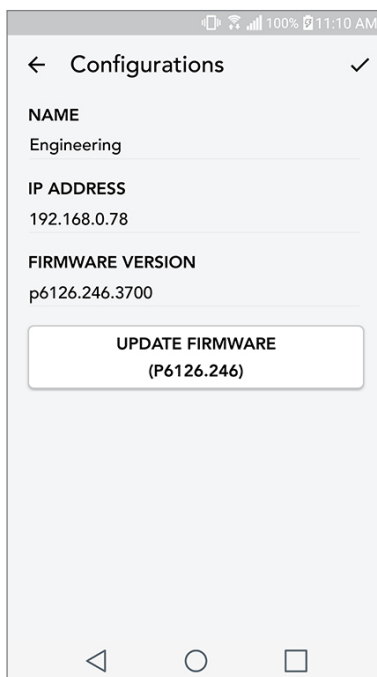 100% 11:10 AM
Configurations
NAME
Engineering
IP ADDRESS
192.168.0.78
FIRMWARE VERSION
p6126.246.3700
UPDATE FIRMWARE
(P6126.246)